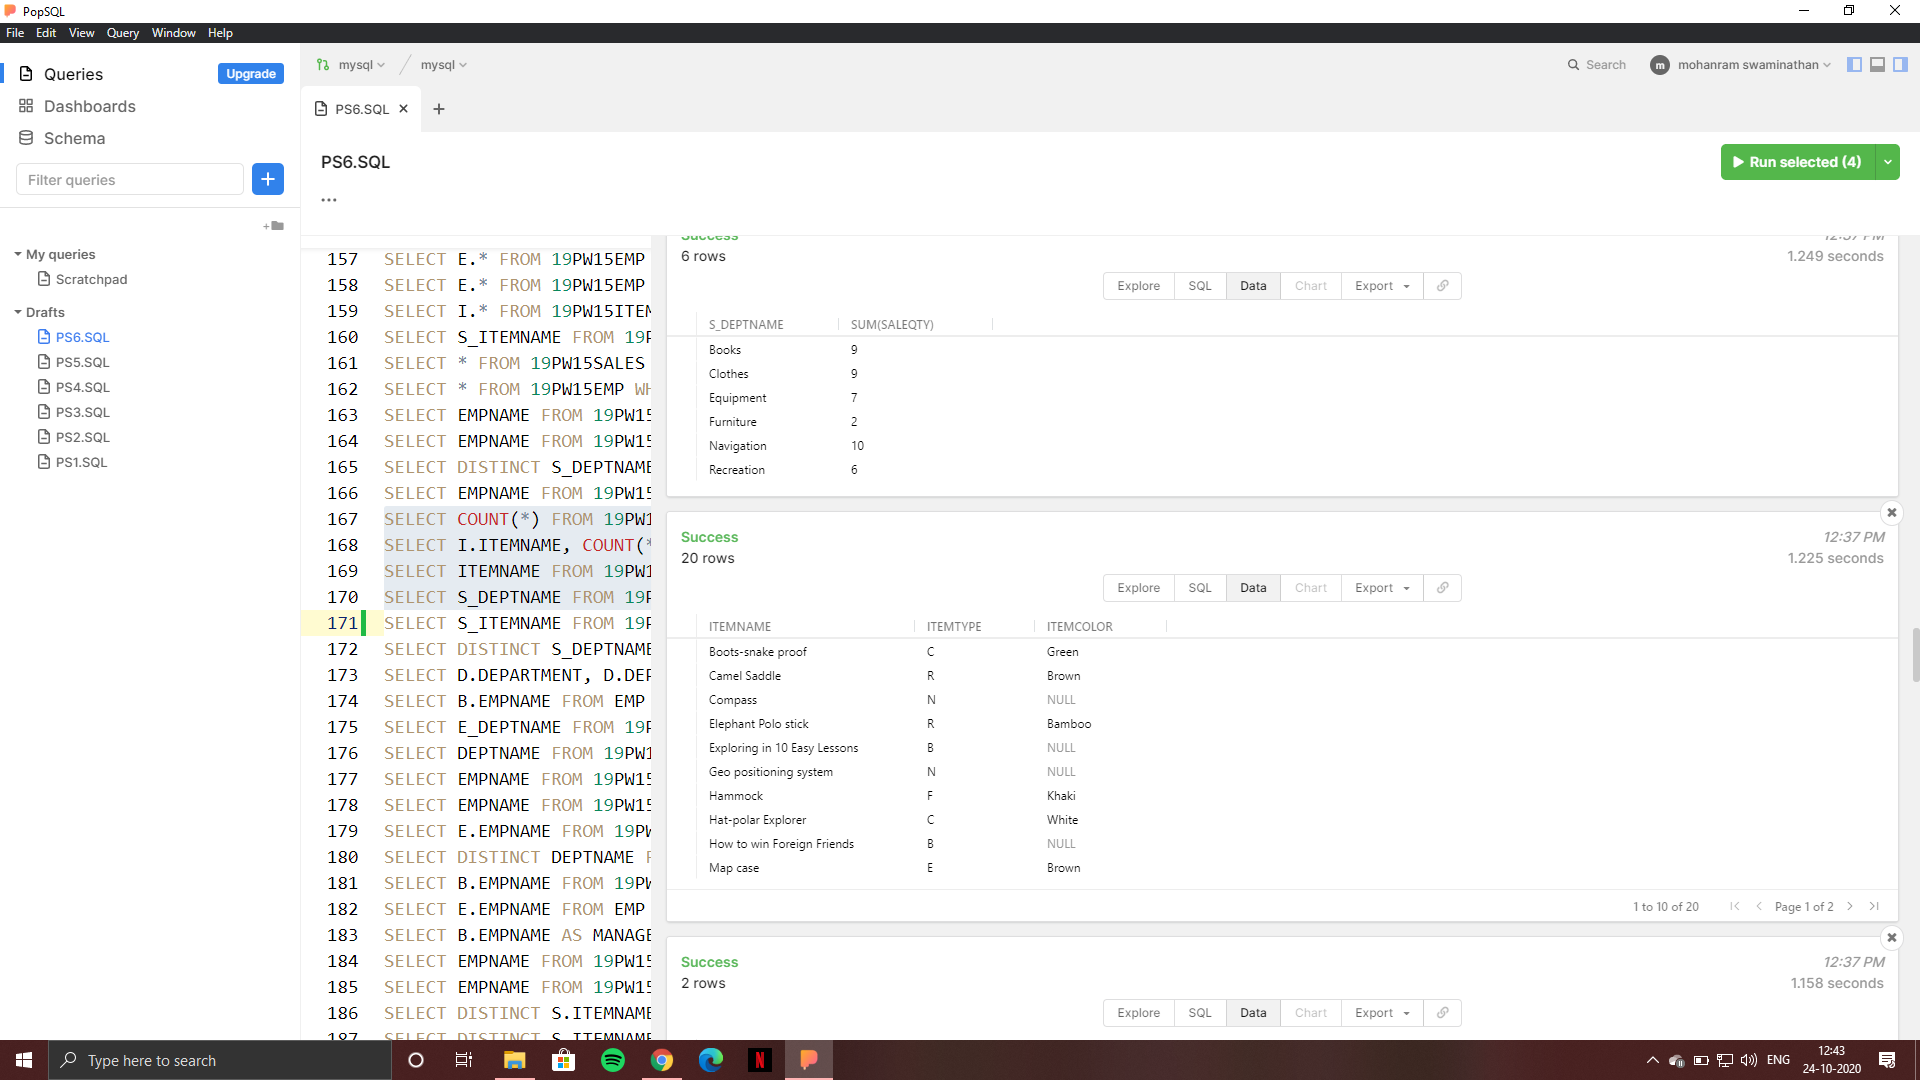 PopSQL
File Edit View Query Window Help
Queries
Upgrade
Dashboards
Schema
Filter queries
My queries
Scratchpad
Drafts
PS6.SQL
PS5.SQL
PS4.SQL
PS3.SQL
PS2.SQL
PS1.SQL
mysql mysql
Search m mohanram swaminathan
PS6.SQL
PS6.SQL
Run selected (4)
...
157 SELECT E.* FROM 19PW15EMP
158 SELECT E.* FROM 19PW15EMP
159 SELECT I.* FROM 19PW15ITEM
160 SELECT S_ITEMNAME FROM 19P
161 SELECT * FROM 19PW15SALES
162 SELECT * FROM 19PW15EMP WH
163 SELECT EMPNAME FROM 19PW15
164 SELECT EMPNAME FROM 19PW15
165 SELECT DISTINCT S_DEPTNAME
166 SELECT EMPNAME FROM 19PW15
167 SELECT COUNT(*) FROM 19PW1
168 SELECT I.ITEMNAME, COUNT(*
169 SELECT ITEMNAME FROM 19PW1
170 SELECT S_DEPTNAME FROM 19P
171 SELECT S_ITEMNAME FROM 19P
172 SELECT DISTINCT S_DEPTNAME
173 SELECT D.DEPARTMENT, D.DEP
174 SELECT B.EMPNAME FROM EMP
175 SELECT E_DEPTNAME FROM 19P
176 SELECT DEPTNAME FROM 19PW1
177 SELECT EMPNAME FROM 19PW15
178 SELECT EMPNAME FROM 19PW15
179 SELECT E.EMPNAME FROM 19PW
180 SELECT DISTINCT DEPTNAME F
181 SELECT B.EMPNAME FROM 19PW
182 SELECT E.EMPNAME FROM EMP
183 SELECT B.EMPNAME AS MANAGE
184 SELECT EMPNAME FROM 19PW15
185 SELECT EMPNAME FROM 19PW15
186 SELECT DISTINCT S.ITEMNAME
187 SELECT DISTINCT S.ITEMNAME
Success 12:37 PM
6 rows 1.249 seconds
Explore SQL Data Chart Export
S_DEPTNAME SUM(SALEQTY)
Books 9
Clothes 9
Equipment 7
Furniture 2
Navigation 10
Recreation 6
Success 12:37 PM
20 rows 1.225 seconds
Explore SQL Data Chart Export
ITEMNAME ITEMTYPE ITEMCOLOR
Boots-snake proof C Green
Camel Saddle R Brown
Compass N NULL
Elephant Polo stick R Bamboo
Exploring in 10 Easy Lessons B NULL
Geo positioning system N NULL
Hammock F Khaki
Hat-polar Explorer C White
How to win Foreign Friends B NULL
Map case E Brown
1 to 10 of 20 Page 1 of 2
Success 12:37 PM
2 rows 1.158 seconds
Explore SQL Data Chart Export
Type here to search
ENG
12:43
24-10-2020